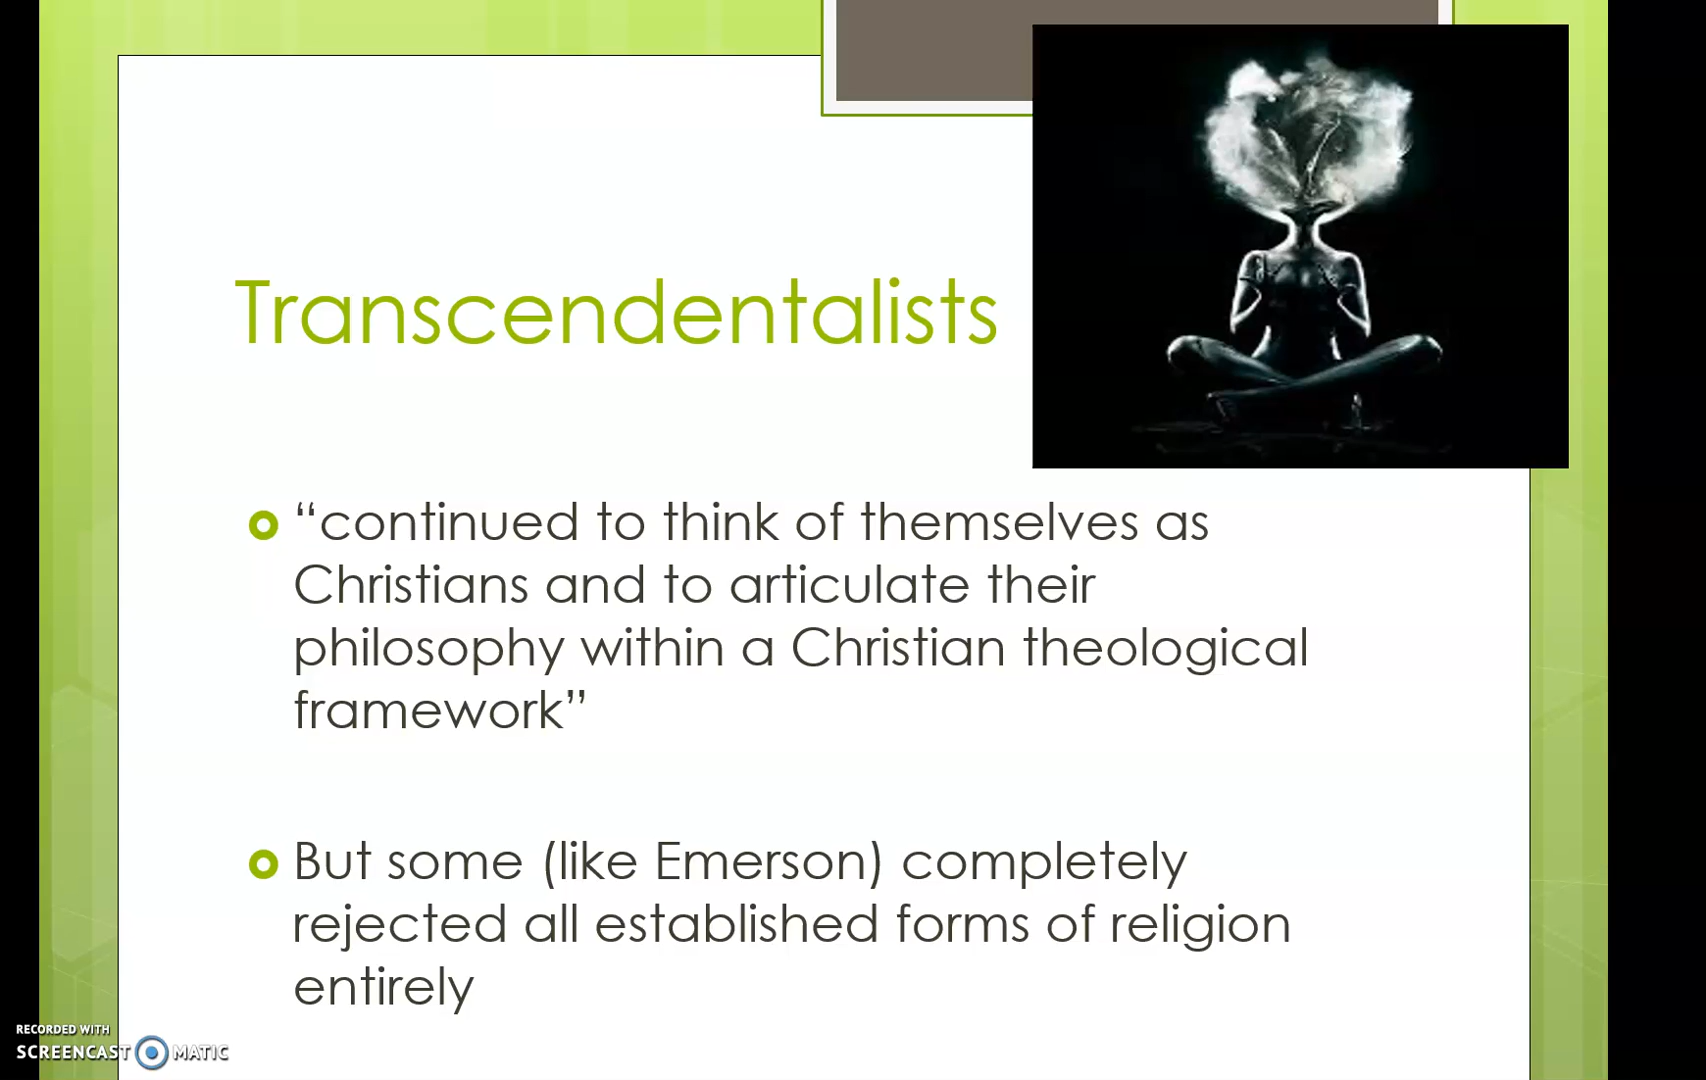 Transcendentalists
“continued to think of themselves as
Christians and to articulate their
philosophy within a Christian theological
framework”
But some (like Emerson) completely
rejected all established forms of religion
entirely
RECORDED WITH
SCREENCAST MATIC